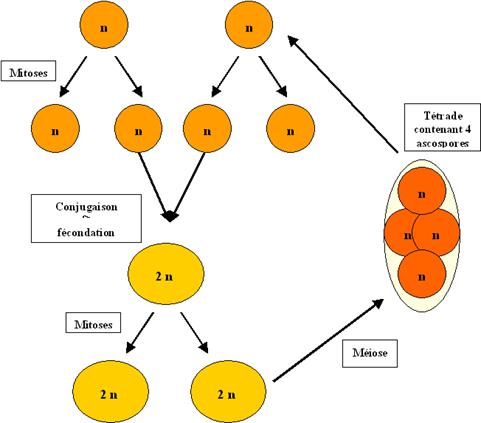 n
n
Mitoses
n
n
n
n
Tétrade
contenant 4
ascospores
n
n
n
n
Conjugaison
~
fécondation
2 n
Mitoses
Méiose
2 n
2 n